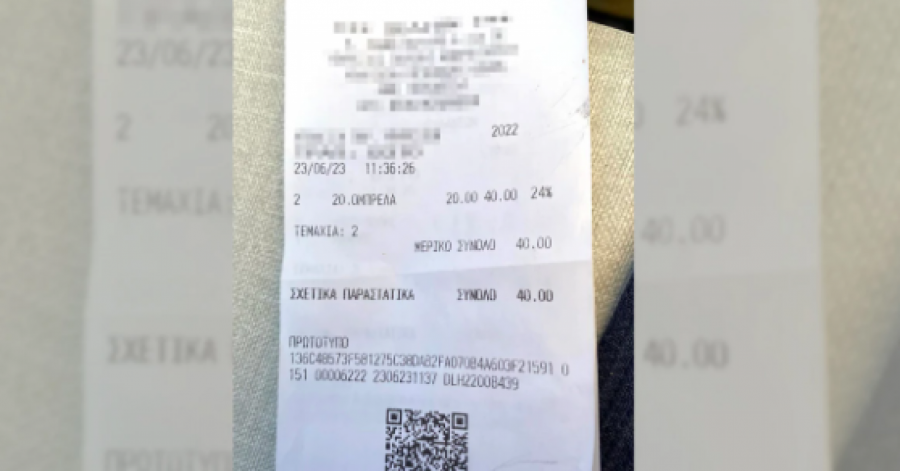 2022
23/06/23 11:36:26
2 20.ΟΜΠΡΕΛΑ 20.00 40.00 24%
ΤΕΜΑΧΙΑ: 2
ΜΕΡΙΚΟ ΣΥΝΟΛΟ 40.00
ΣΧΕΤΙΚΑ ΠΑΡΑΣΤΑΤΙΚΑ ΣΥΝΟΛΟ 40.00
ΠΡΩΤΟΤΥΠΟ
136C48573F581275C38DA82FA070B4A603F21591 0
151 00006222 2306231137 DLH22008439